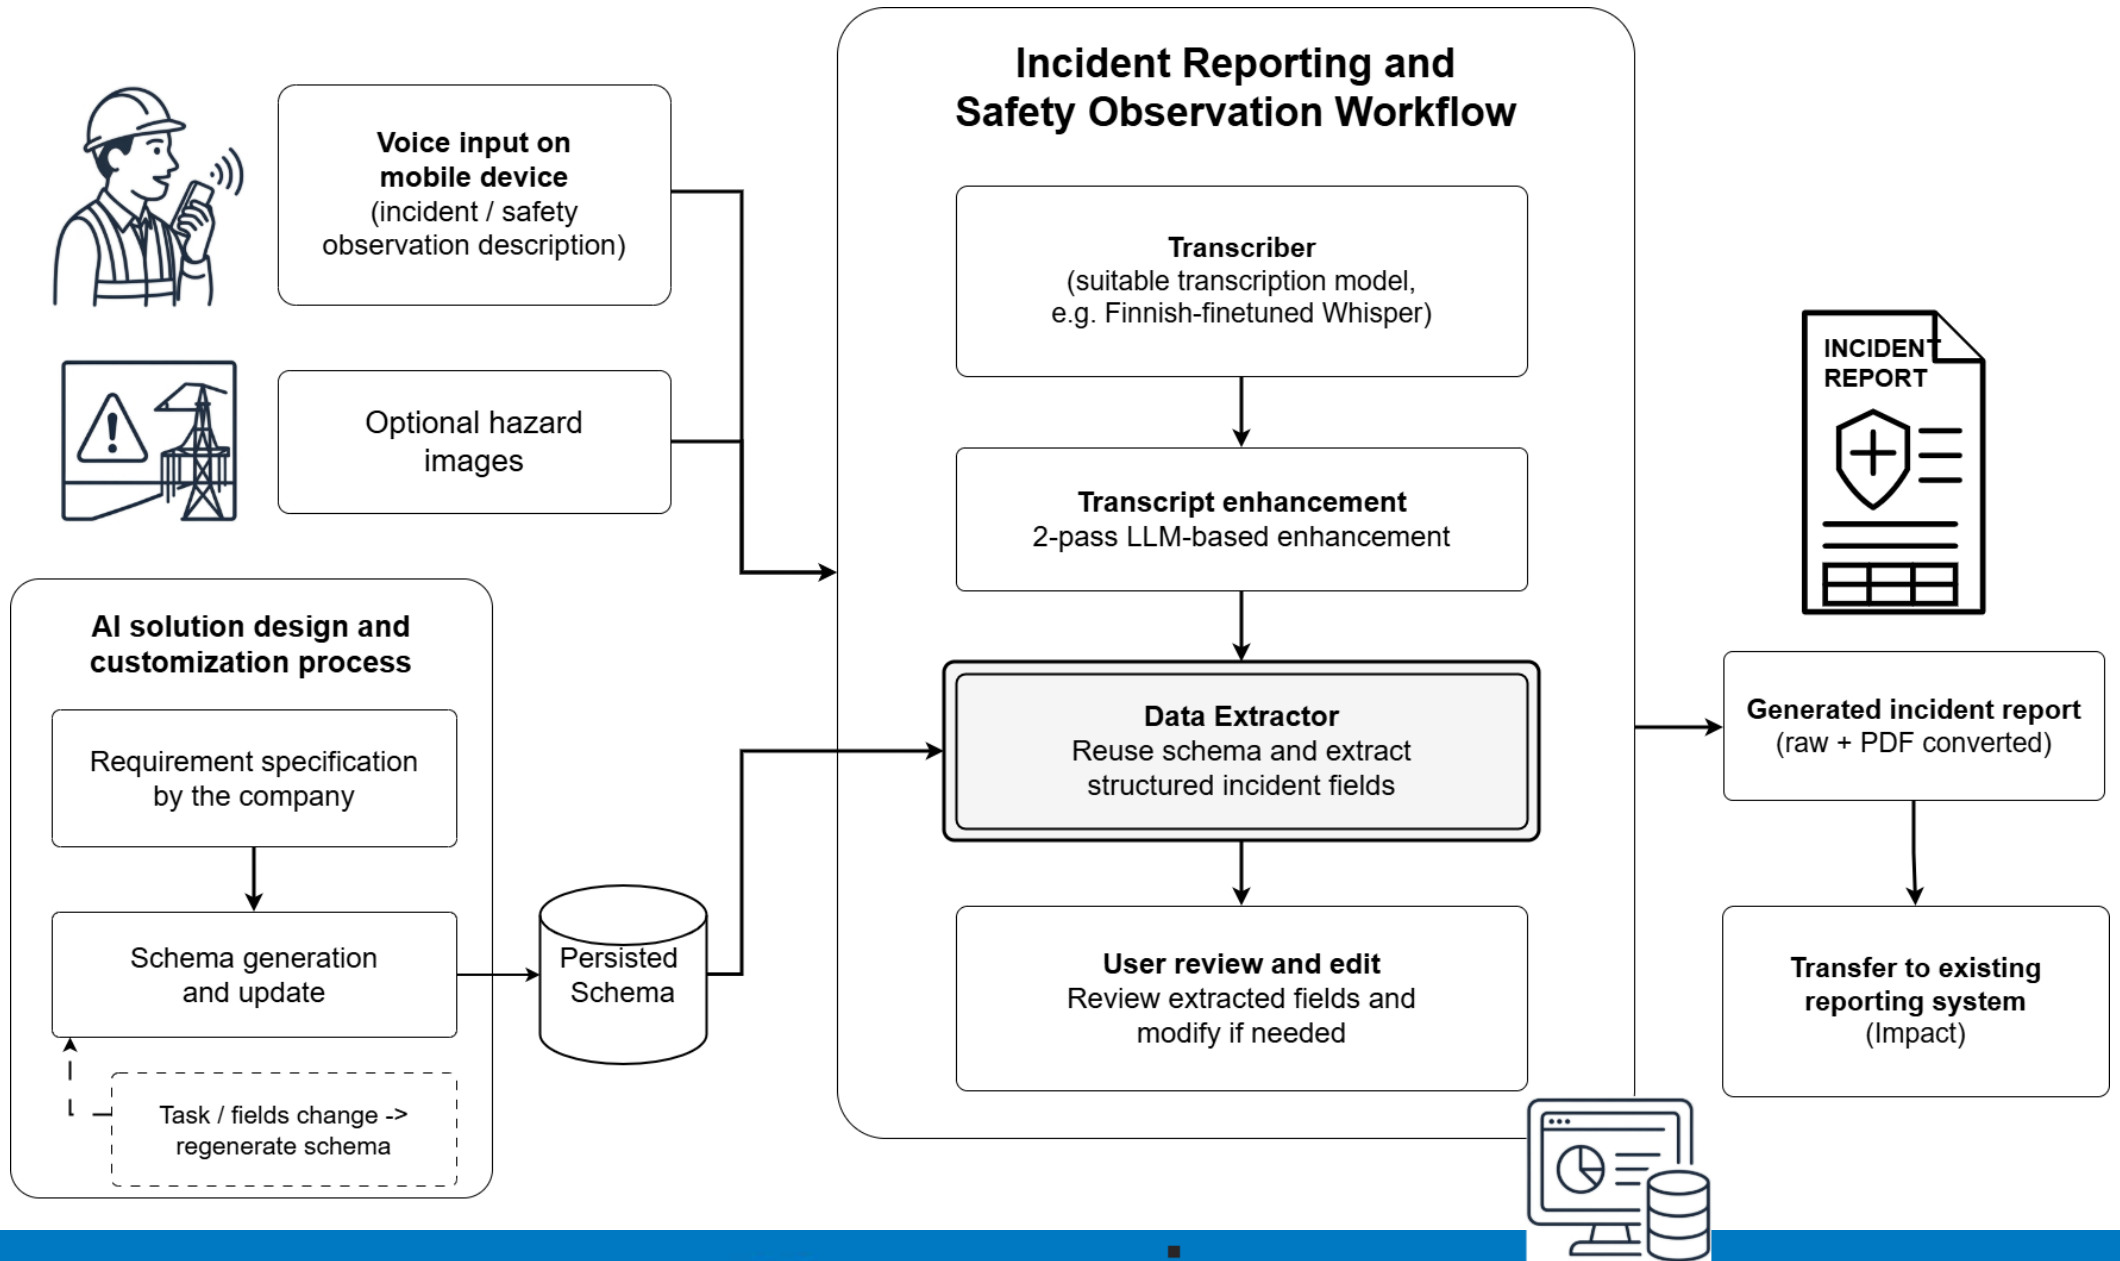 Incident Reporting and
Safety Observation Workflow
Voice input on
mobile device
(incident / safety
observation description)
Optional hazard
images
AI solution design and
customization process
Requirement specification
by the company
Schema generation
and update
Task / fields change ->
regenerate schema
Persisted
Schema
Transcriber
(suitable transcription model,
e.g. Finnish-finetuned Whisper)
Transcript enhancement
2-pass LLM-based enhancement
Data Extractor
Reuse schema and extract
structured incident fields
User review and edit
Review extracted fields and
modify if needed
INCIDENT
REPORT
Generated incident report
(raw + PDF converted)
Transfer to existing
reporting system
(Impact)